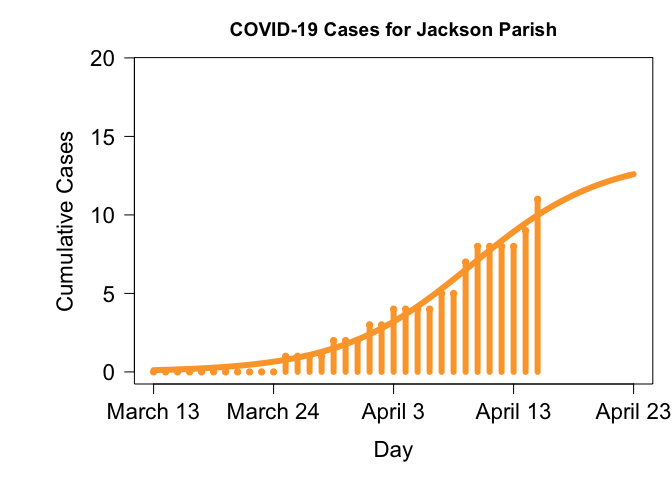 COVID-19 Cases for Jackson Parish
20
15
10
5
0
Cumulative Cases
March 13 March 24 April 3 April 13 April 23
Day